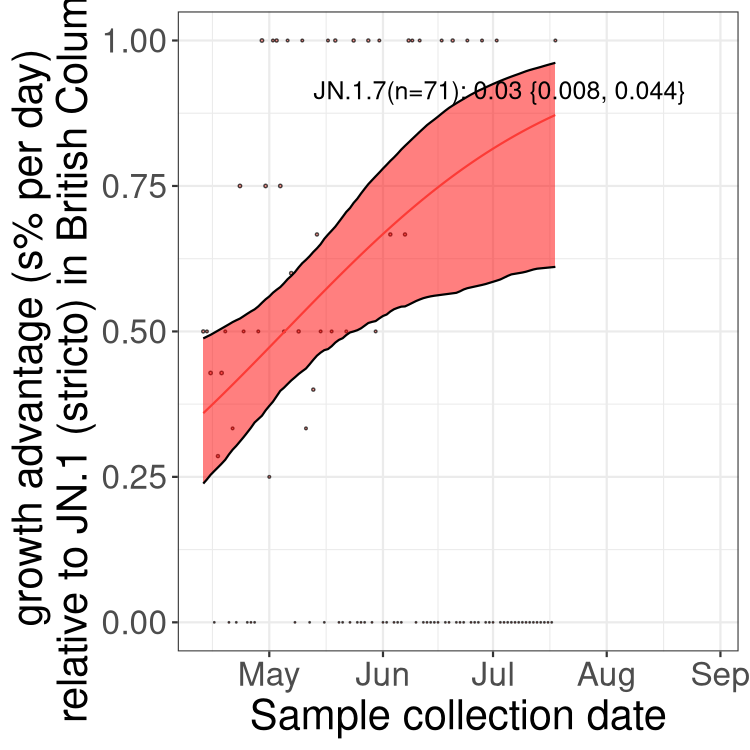 growth advantage (s% per day)
relative to JN.1 (stricto) in British Colum
1.00
0.75
0.50
0.25
0.00
JN.1.7(n=71): 0.03 {0.008, 0.044}
May Jun Jul Aug Sep
Sample collection date